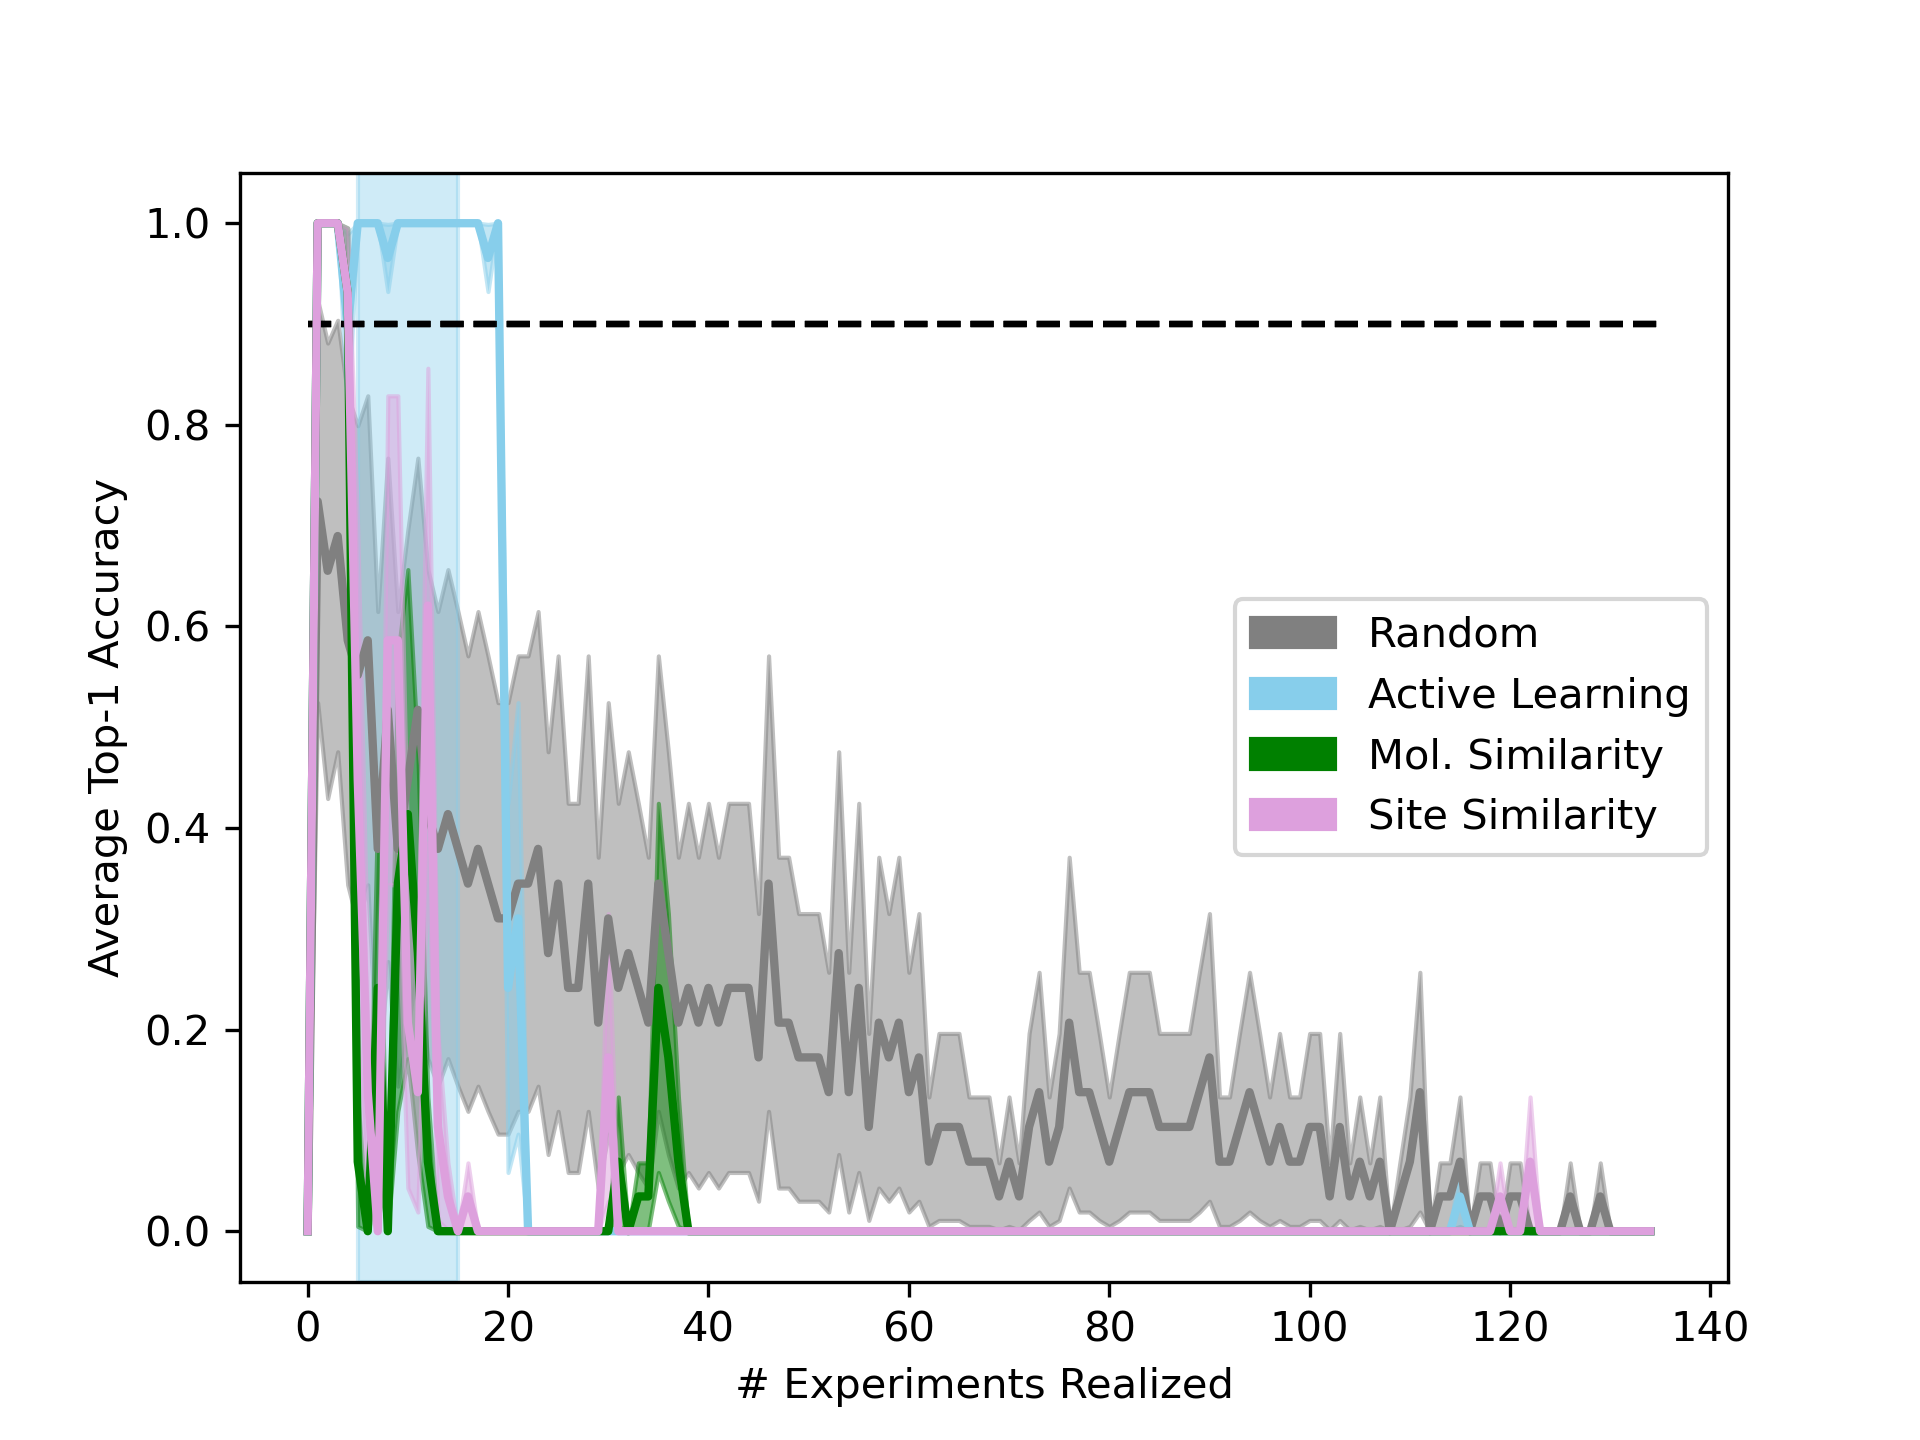 1.0
0.8
0.6
0.4
0.2
0.0
Average Top-1 Accuracy
Random
Active Learning
Mol. Similarity
Site Similarity
0 20 40 60 80 100 120 140
# Experiments Realized